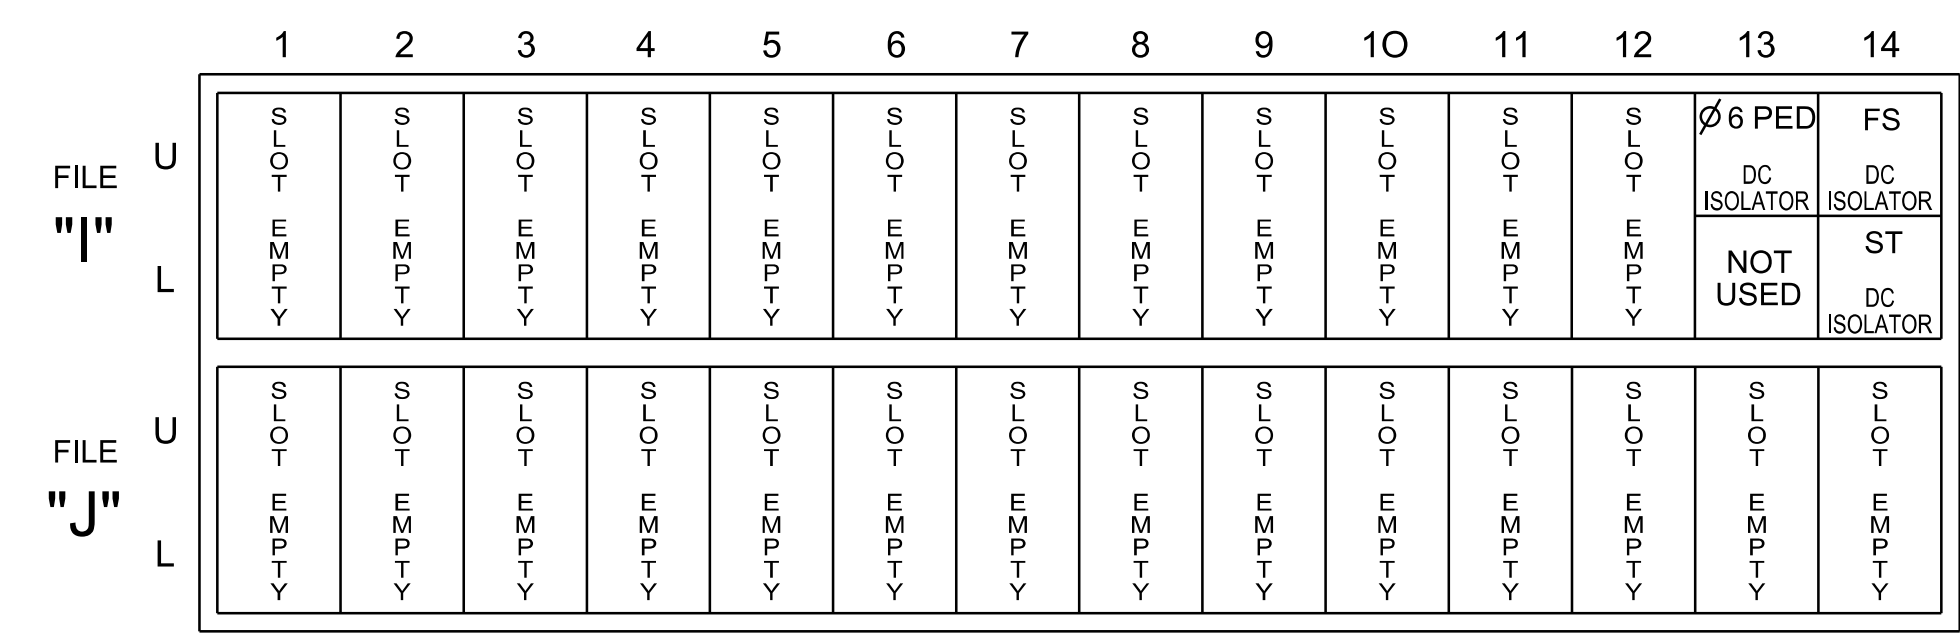 1 2 3 4 5 6 7 8 9 10 11 12 13 14
FILE "I"
U
L
SLOT EMPTY
SLOT EMPTY
SLOT EMPTY
SLOT EMPTY
SLOT EMPTY
SLOT EMPTY
SLOT EMPTY
SLOT EMPTY
SLOT EMPTY
SLOT EMPTY
SLOT EMPTY
SLOT EMPTY
Ø 6 PED
DC
ISOLATOR
NOT
USED
FS
DC
ISOLATOR
ST
DC
ISOLATOR
FILE "J"
U
L
SLOT EMPTY
SLOT EMPTY
SLOT EMPTY
SLOT EMPTY
SLOT EMPTY
SLOT EMPTY
SLOT EMPTY
SLOT EMPTY
SLOT EMPTY
SLOT EMPTY
SLOT EMPTY
SLOT EMPTY
SLOT EMPTY
SLOT EMPTY